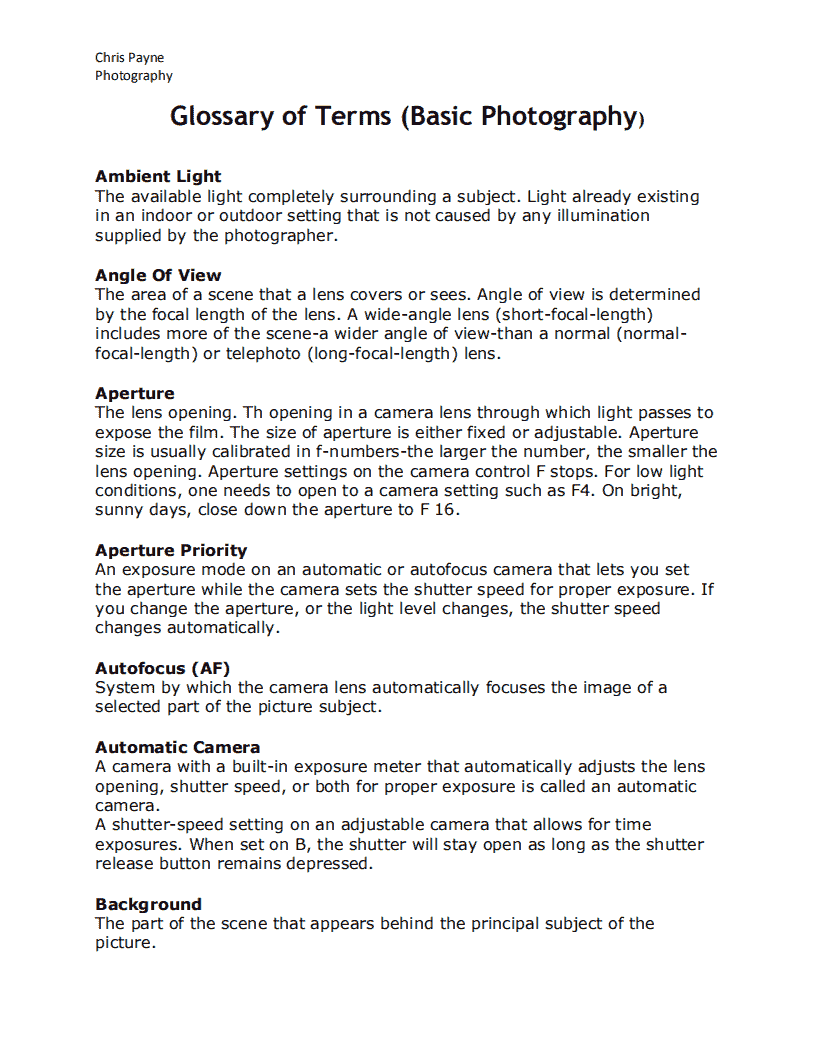 Chris Payne
Photography
Glossary of Terms (Basic Photography)
Ambient Light
The available light completely surrounding a subject. Light already existing
in an indoor or outdoor setting that is not caused by any illumination
supplied by the photographer.
Angle Of View
The area of a scene that a lens covers or sees. Angle of view is determined
by the focal length of the lens. A wide-angle lens (short-focal-length)
includes more of the scene-a wider angle of view-than a normal (normal-
focal-length) or telephoto (long-focal-length) lens.
Aperture
The lens opening. Th opening in a camera lens through which light passes to
expose the film. The size of aperture is either fixed or adjustable. Aperture
size is usually calibrated in f-numbers-the larger the number, the smaller the
lens opening. Aperture settings on the camera control F stops. For low light
conditions, one needs to open to a camera setting such as F4. On bright,
sunny days, close down the aperture to F 16.
Aperture Priority
An exposure mode on an automatic or autofocus camera that lets you set
the aperture while the camera sets the shutter speed for proper exposure. If
you change the aperture, or the light level changes, the shutter speed
changes automatically.
Autofocus (AF)
System by which the camera lens automatically focuses the image of a
selected part of the picture subject.
Automatic Camera
A camera with a built-in exposure meter that automatically adjusts the lens
opening, shutter speed, or both for proper exposure is called an automatic
camera.
A shutter-speed setting on an adjustable camera that allows for time
exposures. When set on B, the shutter will stay open as long as the shutter
release button remains depressed.
Background
The part of the scene that appears behind the principal subject of the
picture.